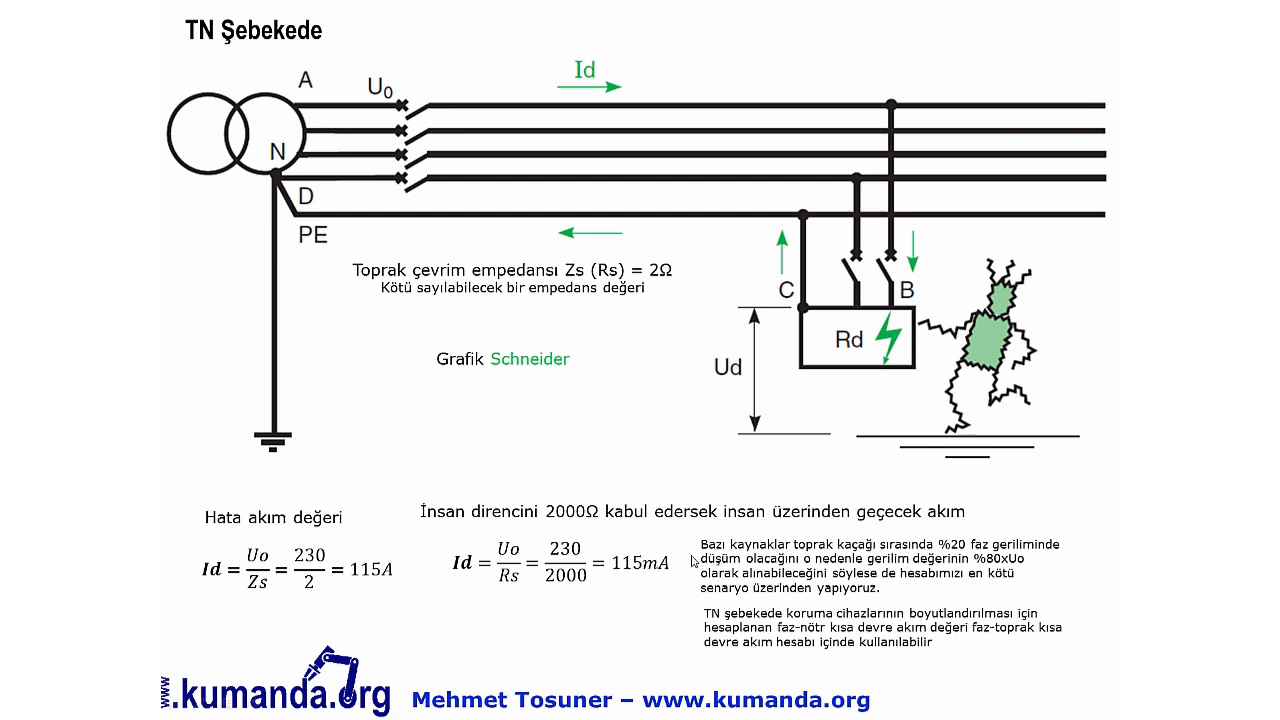 TN Şebekede
A
U₀
Id
N
D
PE
Toprak çevrim empedansı Zs (Rs) = 2Ω
Kötü sayılabilecek bir empedans değeri
C
B
Grafik Schneider
Rd
Ud
Hata akım değeri
Id = Uo/Zs = 230/2 = 115A
İnsan direncini 2000Ω kabul edersek insan üzerinden geçecek akım
Id = Uo/Rs = 230/2000 = 115mA
Bazı kaynaklar toprak kaçağı sırasında %20 faz geriliminde
düşüm olacağını o nedenle gerilim değerinin %80xUo
olarak alınabileceğini söylese de hesabımızı en kötü
senaryo üzerinden yapıyoruz.
TN şebekede koruma cihazlarının boyutlandırılması için
hesaplanan faz-nötr kısa devre akım değeri faz-toprak kısa
devre akım hesabı içinde kullanılabilir
www.kumanda.org
Mehmet Tosuner – www.kumanda.org